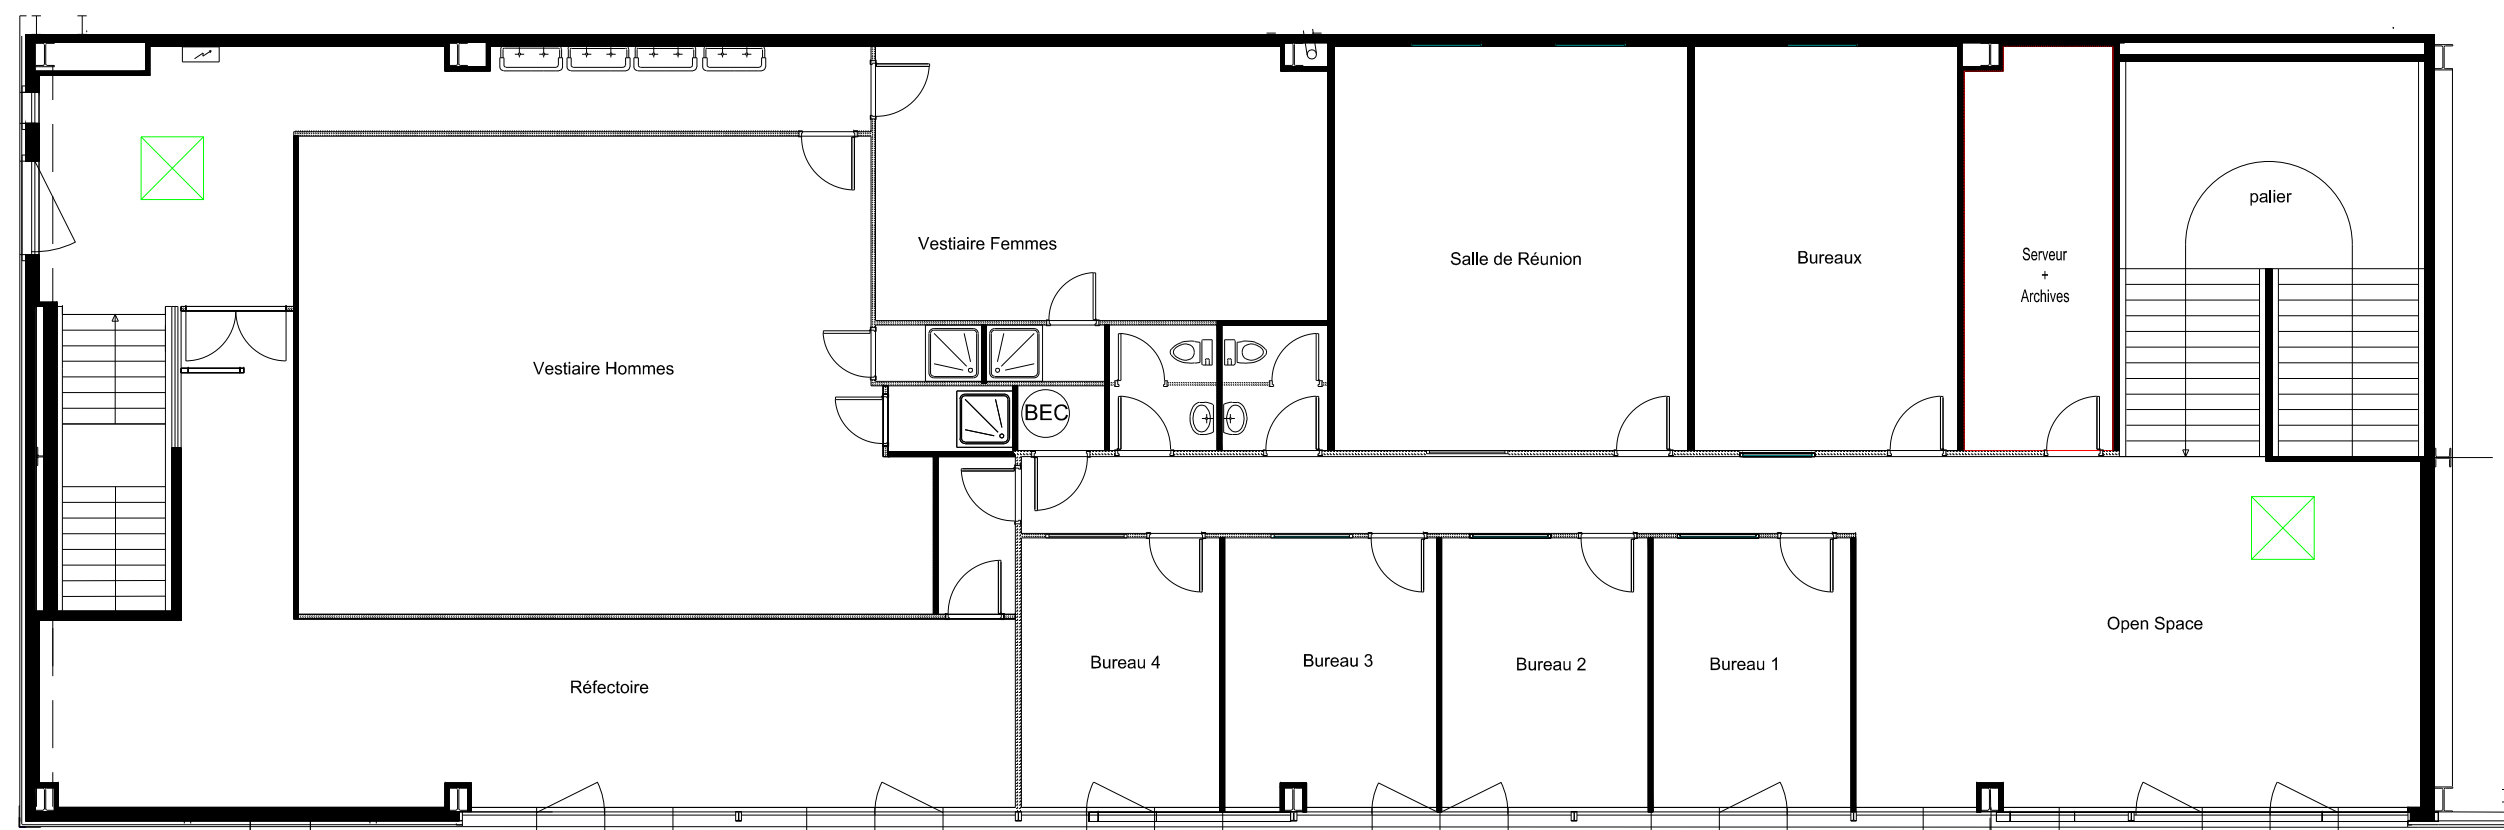 palier
Vestiaire Femmes
Salle de Réunion
Bureaux
Serveur
+
Archives
Vestiaire Hommes
BEC
Open Space
Bureau 4
Bureau 3
Bureau 2
Bureau 1
Réfectoire